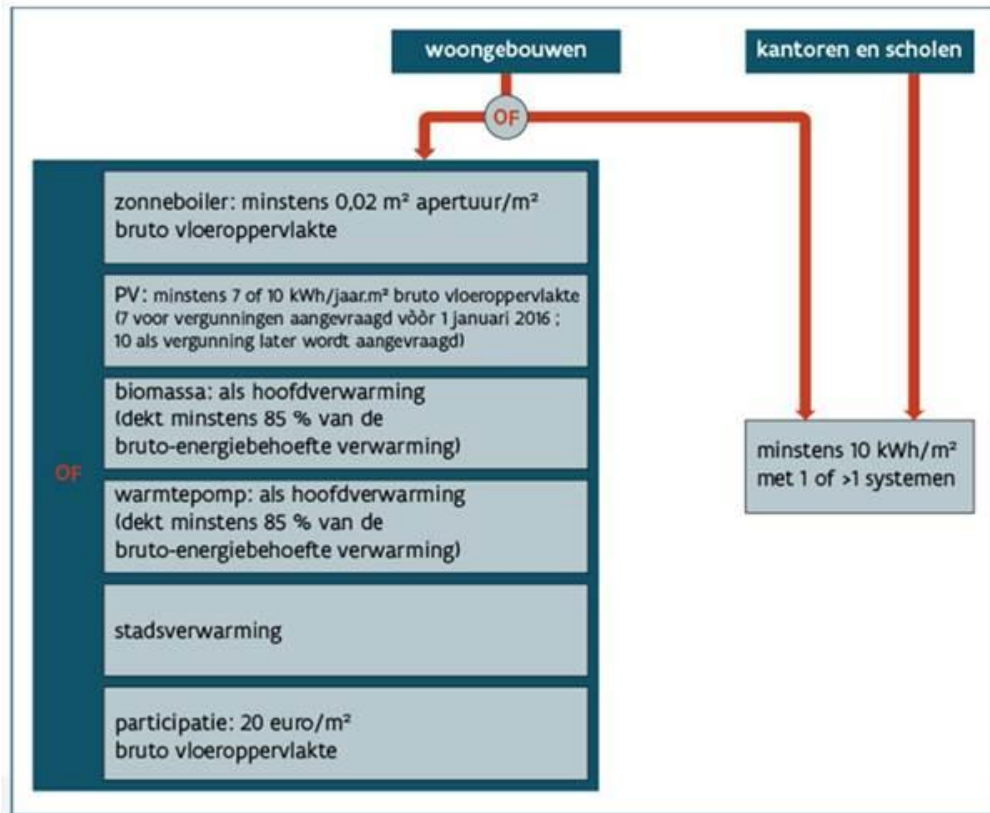 woongebouwen
kantoren en scholen
OF
zonneboiler: minstens 0,02 m² apertuur/m²
bruto vloeroppervlakte
PV: minstens 7 of 10 kWh/jaar.m² bruto vloeroppervlakte
(7 voor vergunningen aangevraagd vòòr 1 januari 2016 ;
10 als vergunning later wordt aangevraagd)
biomassa: als hoofdverwarming
(dekt minstens 85 % van de
bruto-energiebehoefte verwarming)
OF
warmtepomp: als hoofdverwarming
(dekt minstens 85 % van de
bruto-energiebehoefte verwarming)
stadsverwarming
participatie: 20 euro/m²
bruto vloeroppervlakte
minstens 10 kWh/m²
met 1 of >1 systemen